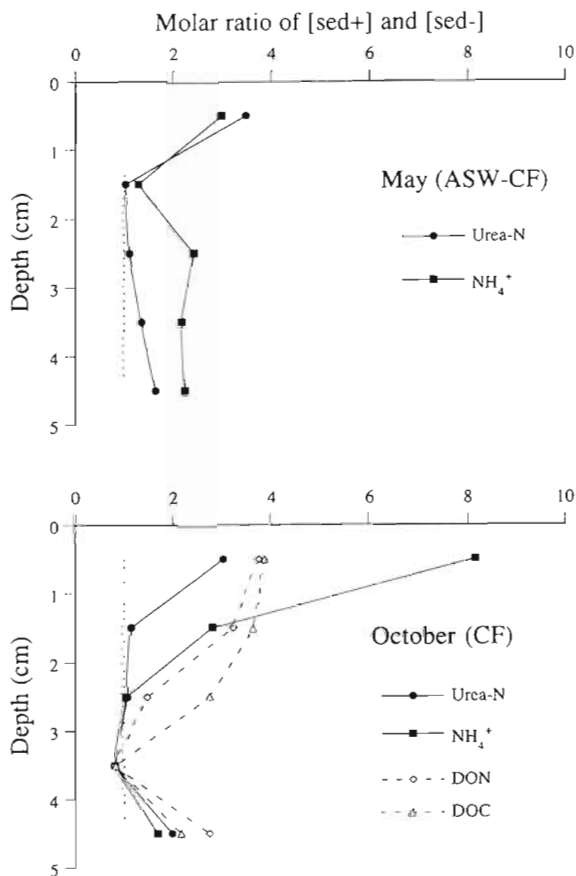 Molar ratio of [sed+] and [sed-]
0 2 4 6 8 10
0
1
2
3
4
5
Depth (cm)
May (ASW-CF)
Urea-N
NH₄⁺
0 2 4 6 8 10
0
1
2
3
4
5
Depth (cm)
October (CF)
Urea-N
NH₄⁺
DON
DOC